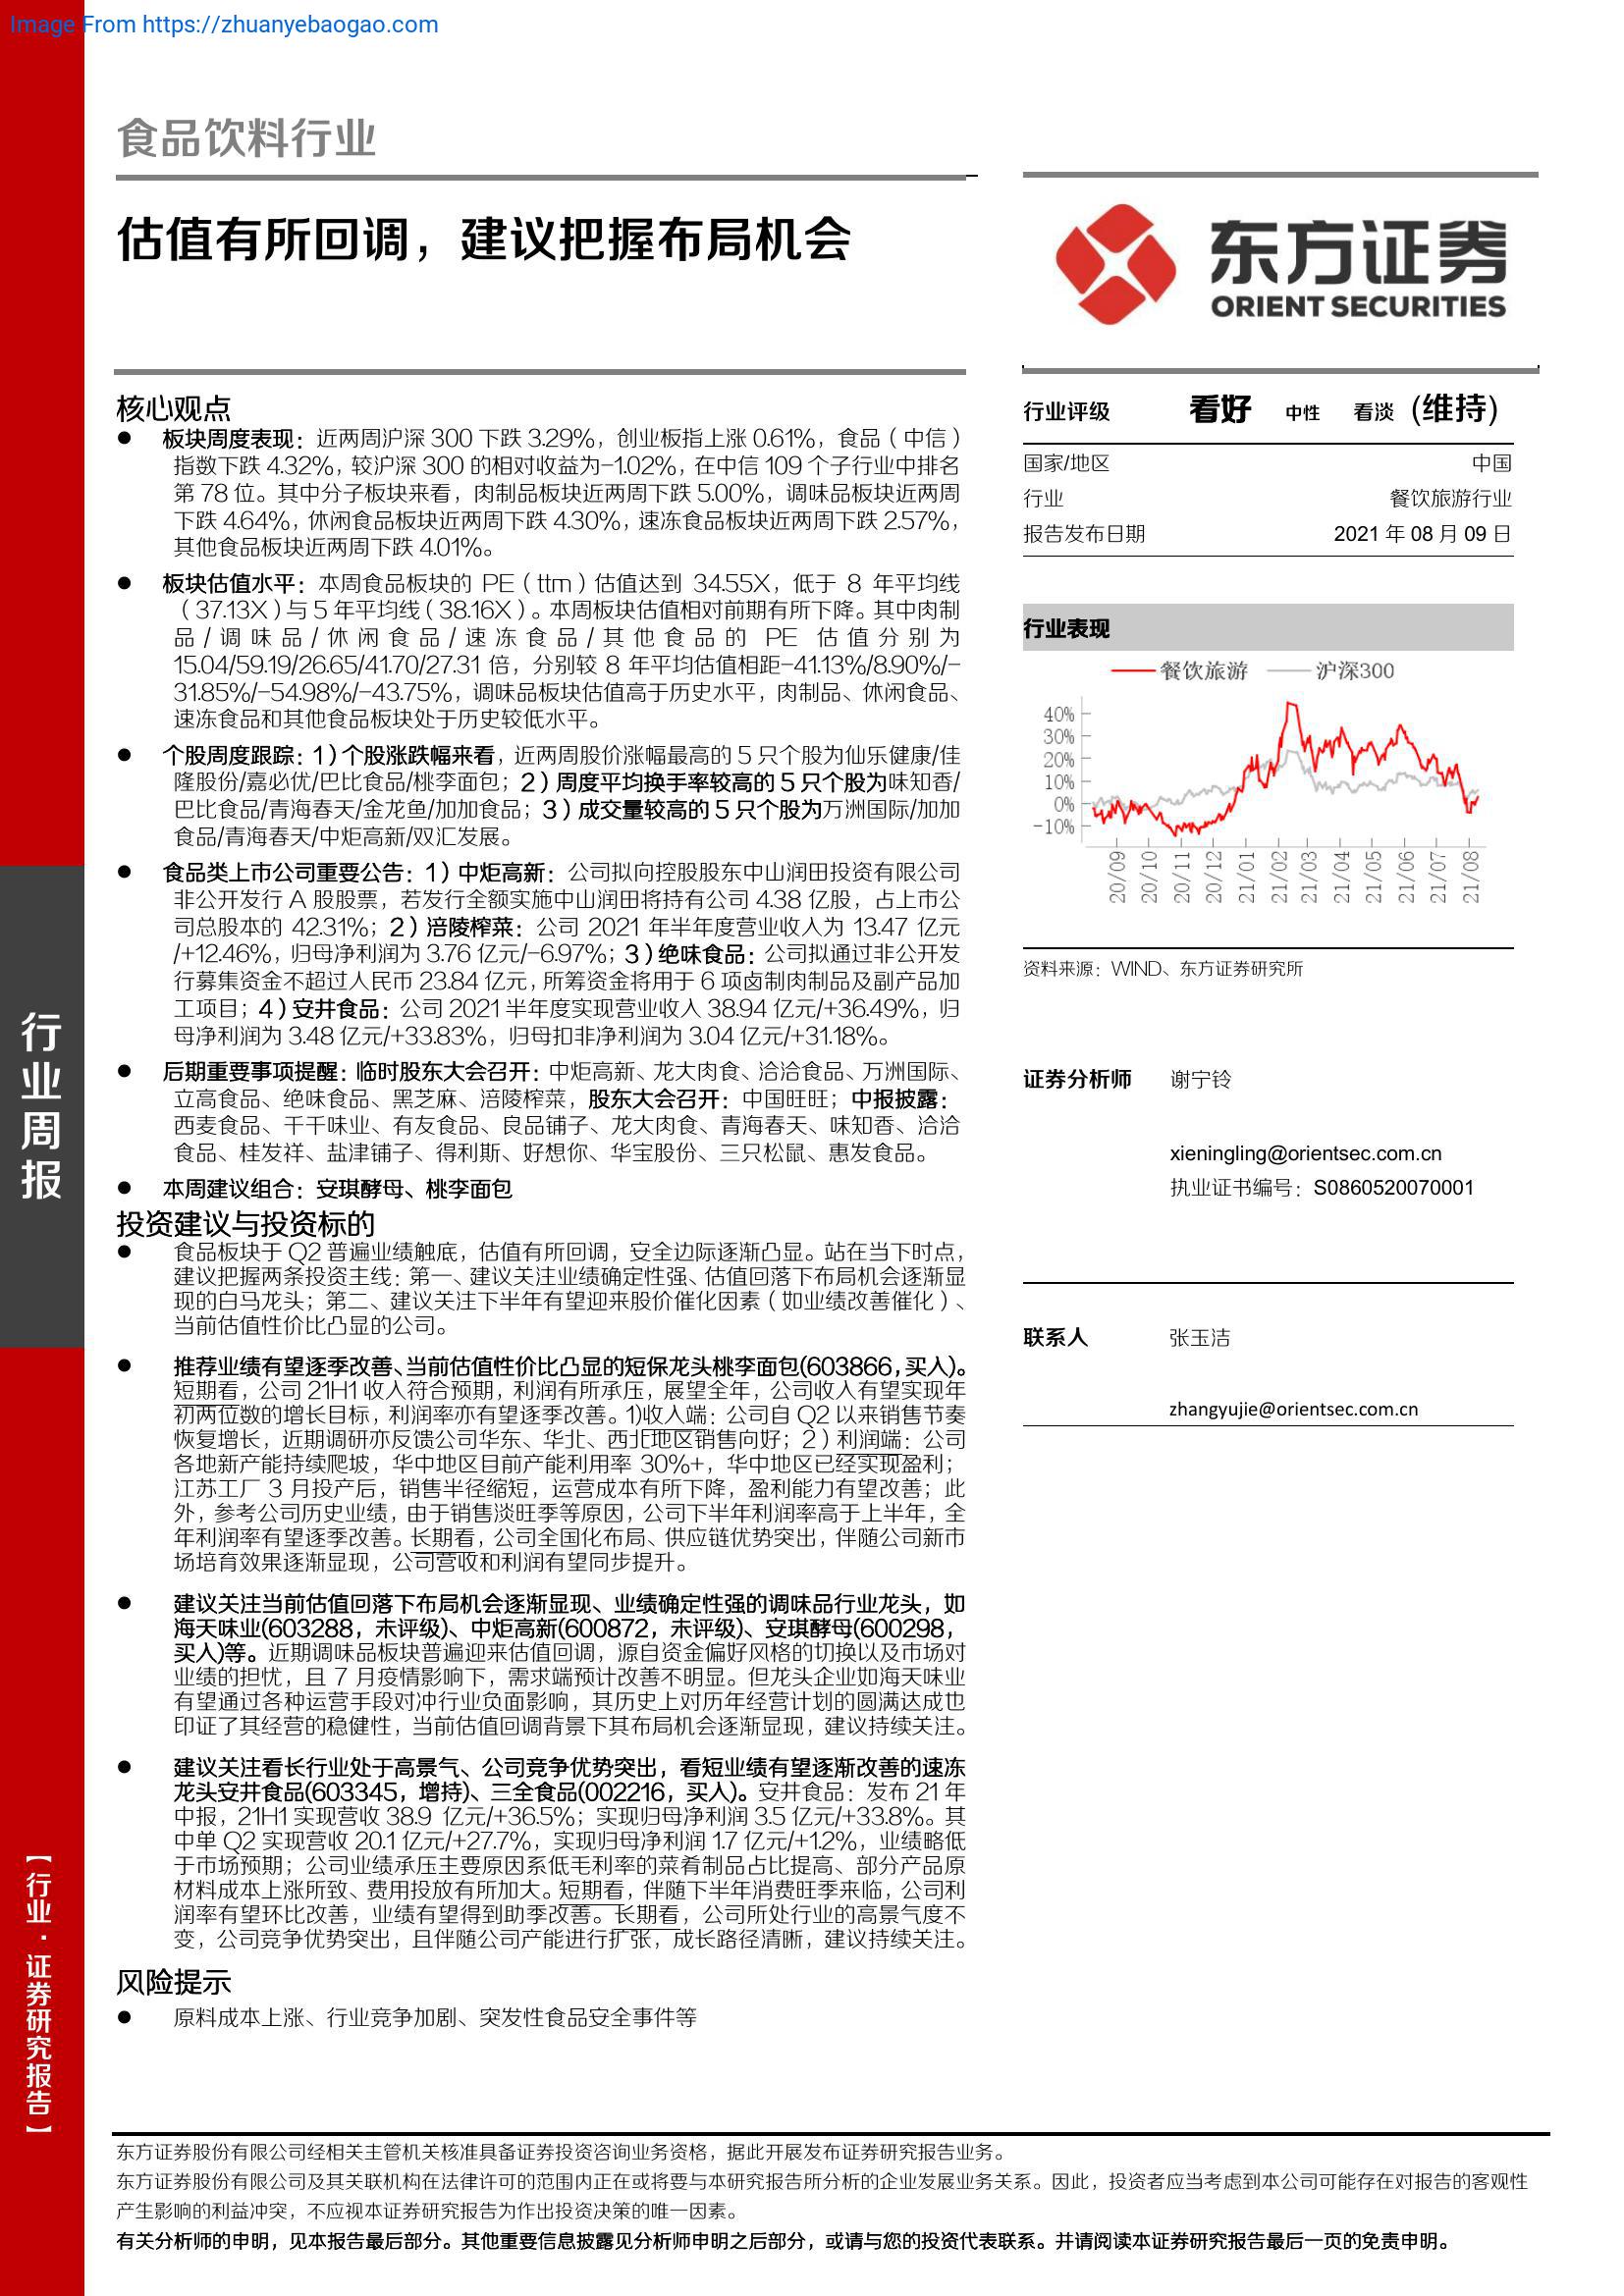 Image From https://zhuanyebaogao.com
食品饮料行业
估值有所回调，建议把握布局机会
东方证券
ORIENT SECURITIES
核心观点
● 板块周度表现：近两周沪深 300 下跌 3.29%，创业板指上涨 0.61%，食品（中信）
指数下跌 4.32%，较沪深 300 的相对收益为-1.02%，在中信 109 个子行业中排名
第 78 位。其中分子板块来看，肉制品板块近两周下跌 5.00%，调味品板块近两周
下跌 4.64%，休闲食品板块近两周下跌 4.30%，速冻食品板块近两周下跌 2.57%，
其他食品板块近两周下跌 4.01%。
● 板块估值水平：本周食品板块的 PE（ttm）估值达到 34.55X，低于 8 年平均线
（37.13X）与 5 年平均线（38.16X）。本周板块估值相对前期有所下降。其中肉制
品/调味品/休闲食品/速冻食品/其他食品的 PE 估值分别为
15.04/59.19/26.65/41.70/27.31 倍，分别较 8 年平均估值相距-41.13%/8.90%/-
31.85%/-54.98%/-43.75%，调味品板块估值高于历史水平，肉制品、休闲食品、
速冻食品和其他食品板块处于历史较低水平。
● 个股周度跟踪：1）个股涨跌幅来看，近两周股价涨幅最高的 5 只个股为仙乐健康/佳
隆股份/嘉必优/巴比食品/桃李面包；2）周度平均换手率较高的 5 只个股为味知香/
巴比食品/青海春天/金龙鱼/加加食品；3）成交量较高的 5 只个股为万洲国际/加加
食品/青海春天/中炬高新/双汇发展。
● 食品类上市公司重要公告：1）中炬高新：公司拟向控股股东中山润田投资有限公司
非公开发行 A 股股票，若发行全额实施中山润田将持有公司 4.38 亿股，占上市公
司总股本的 42.31%；2）涪陵榨菜：公司 2021 年半年度营业收入为 13.47 亿元
/+12.46%，归母净利润为 3.76 亿元/-6.97%；3）绝味食品：公司拟通过非公开发
行募集资金不超过人民币 23.84 亿元，所筹资金将用于 6 项卤制肉制品及副产品加
工项目；4）安井食品：公司 2021 半年度实现营业收入 38.94 亿元/+36.49%，归
母净利润为 3.48 亿元/+33.83%，归母扣非净利润为 3.04 亿元/+31.18%。
● 后期重要事项提醒：临时股东大会召开：中炬高新、龙大肉食、洽洽食品、万洲国际、
立高食品、绝味食品、黑芝麻、涪陵榨菜，股东大会召开：中国旺旺；中报披露：
西麦食品、千千味业、有友食品、良品铺子、龙大肉食、青海春天、味知香、洽洽
食品、桂发祥、盐津铺子、得利斯、好想你、华宝股份、三只松鼠、惠发食品。
● 本周建议组合：安琪酵母、桃李面包
投资建议与投资标的
● 食品板块于 Q2 普遍业绩触底，估值有所回调，安全边际逐渐凸显。站在当下时点，
建议把握两条投资主线：第一、建议关注业绩确定性强、估值回落下布局机会逐渐显
现的白马龙头；第二、建议关注下半年有望迎来股价催化因素（如业绩改善催化）、
当前估值性价比凸显的公司。
● 推荐业绩有望逐季改善、当前估值性价比凸显的短保龙头桃李面包(603866，买入)。
短期看，公司 21H1 收入符合预期，利润有所承压，展望全年，公司收入有望实现年
初两位数的增长目标，利润率亦有望逐季改善。1)收入端：公司自 Q2 以来销售节奏
恢复增长，近期调研亦反馈公司华东、华北、西北地区销售向好；2）利润端：公司
各地新产能持续爬坡，华中地区目前产能利用率 30%+，华中地区已经实现盈利；
江苏工厂 3 月投产后，销售半径缩短，运营成本有所下降，盈利能力有望改善；此
外，参考公司历史业绩，由于销售淡旺季等原因，公司下半年利润率高于上半年，全
年利润率有望逐季改善。长期看，公司全国化布局、供应链优势突出，伴随公司新市
场培育效果逐渐显现，公司营收和利润有望同步提升。
● 建议关注当前估值回落下布局机会逐渐显现、业绩确定性强的调味品行业龙头，如
海天味业(603288，未评级)、中炬高新(600872，未评级)、安琪酵母(600298，
买入)等。近期调味品板块普遍迎来估值回调，源自资金偏好风格的切换以及市场对
业绩的担忧，且 7 月疫情影响下，需求端预计改善不明显。但龙头企业如海天味业
有望通过各种运营手段对冲行业负面影响，其历史上对历年经营计划的圆满达成也
印证了其经营的稳健性，当前估值回调背景下其布局机会逐渐显现，建议持续关注。
● 建议关注看长行业处于高景气、公司竞争优势突出，看短业绩有望逐渐改善的速冻
龙头安井食品(603345，增持)、三全食品(002216，买入)。安井食品：发布 21 年
中报，21H1 实现营收 38.9 亿元/+36.5%；实现归母净利润 3.5 亿元/+33.8%。其
中单 Q2 实现营收 20.1 亿元/+27.7%，实现归母净利润 1.7 亿元/+1.2%，业绩略低
于市场预期；公司业绩承压主要原因系低毛利率的菜肴制品占比提高、部分产品原
材料成本上涨所致、费用投放有所加大。短期看，伴随下半年消费旺季来临，公司利
润率有望环比改善，业绩有望得到助季改善。长期看，公司所处行业的高景气度不
变，公司竞争优势突出，且伴随公司产能进行扩张，成长路径清晰，建议持续关注。
风险提示
● 原料成本上涨、行业竞争加剧、突发性食品安全事件等
行业评级 看好 中性 看淡 (维持)
国家/地区 中国
行业 餐饮旅游行业
报告发布日期 2021 年 08 月 09 日
行业表现
餐饮旅游 沪深300
40%
30%
20%
10%
0%
-10%
20/09 20/10 20/11 20/12 21/01 21/02 21/03 21/04 21/05 21/06 21/07 21/08
资料来源：WIND、东方证券研究所
证券分析师 谢宁铃
xieningling@orientsec.com.cn
执业证书编号：S0860520070001
联系人 张玉洁
zhangyujie@orientsec.com.cn
行业周报
【行业·证券研究报告】
东方证券股份有限公司经相关主管机关核准具备证券投资咨询业务资格，据此开展发布证券研究报告业务。
东方证券股份有限公司及其关联机构在法律许可的范围内正在或将要与本研究报告所分析的企业发展业务关系。因此，投资者应当考虑到本公司可能存在对报告的客观性
产生影响的利益冲突，不应视本证券研究报告为作出投资决策的唯一因素。
有关分析师的申明，见本报告最后部分。其他重要信息披露见分析师申明之后部分，或请与您的投资代表联系。并请阅读本证券研究报告最后一页的免责申明。